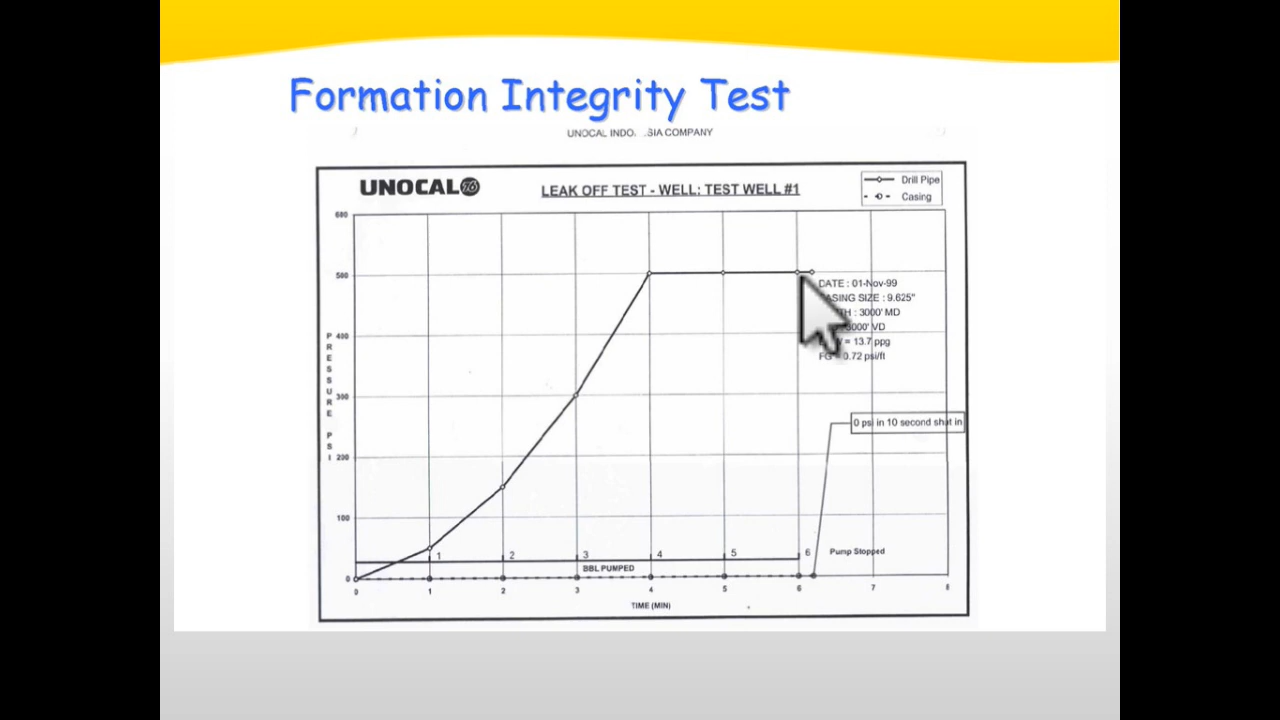 Formation Integrity Test
UNOCAL INDO SIA COMPANY
UNOCAL 76
LEAK OFF TEST - WELL: TEST WELL #1
Drill Pipe
Casing
PRESSURE PSI
600
500
400
300
200
100
0
DATE : 01-Nov-99
ASING SIZE : 9.625"
TH : 3000' MD
3000' VD
= 13.7 ppg
FG = 0.72 psi/ft
0 psi in 10 second shut in
1 2 3 4 5 6 Pump Stopped
BBL PUMPED
0 1 2 3 4 5 6 7 8
TIME (MIN)